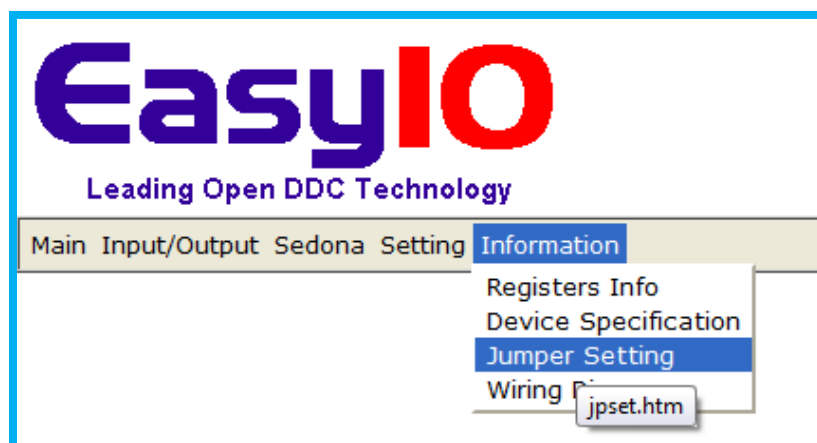 EasyIO
Leading Open DDC Technology
Main Input/Output Sedona Setting Information
Registers Info
Device Specification
Jumper Setting
Wiring
jpset.htm